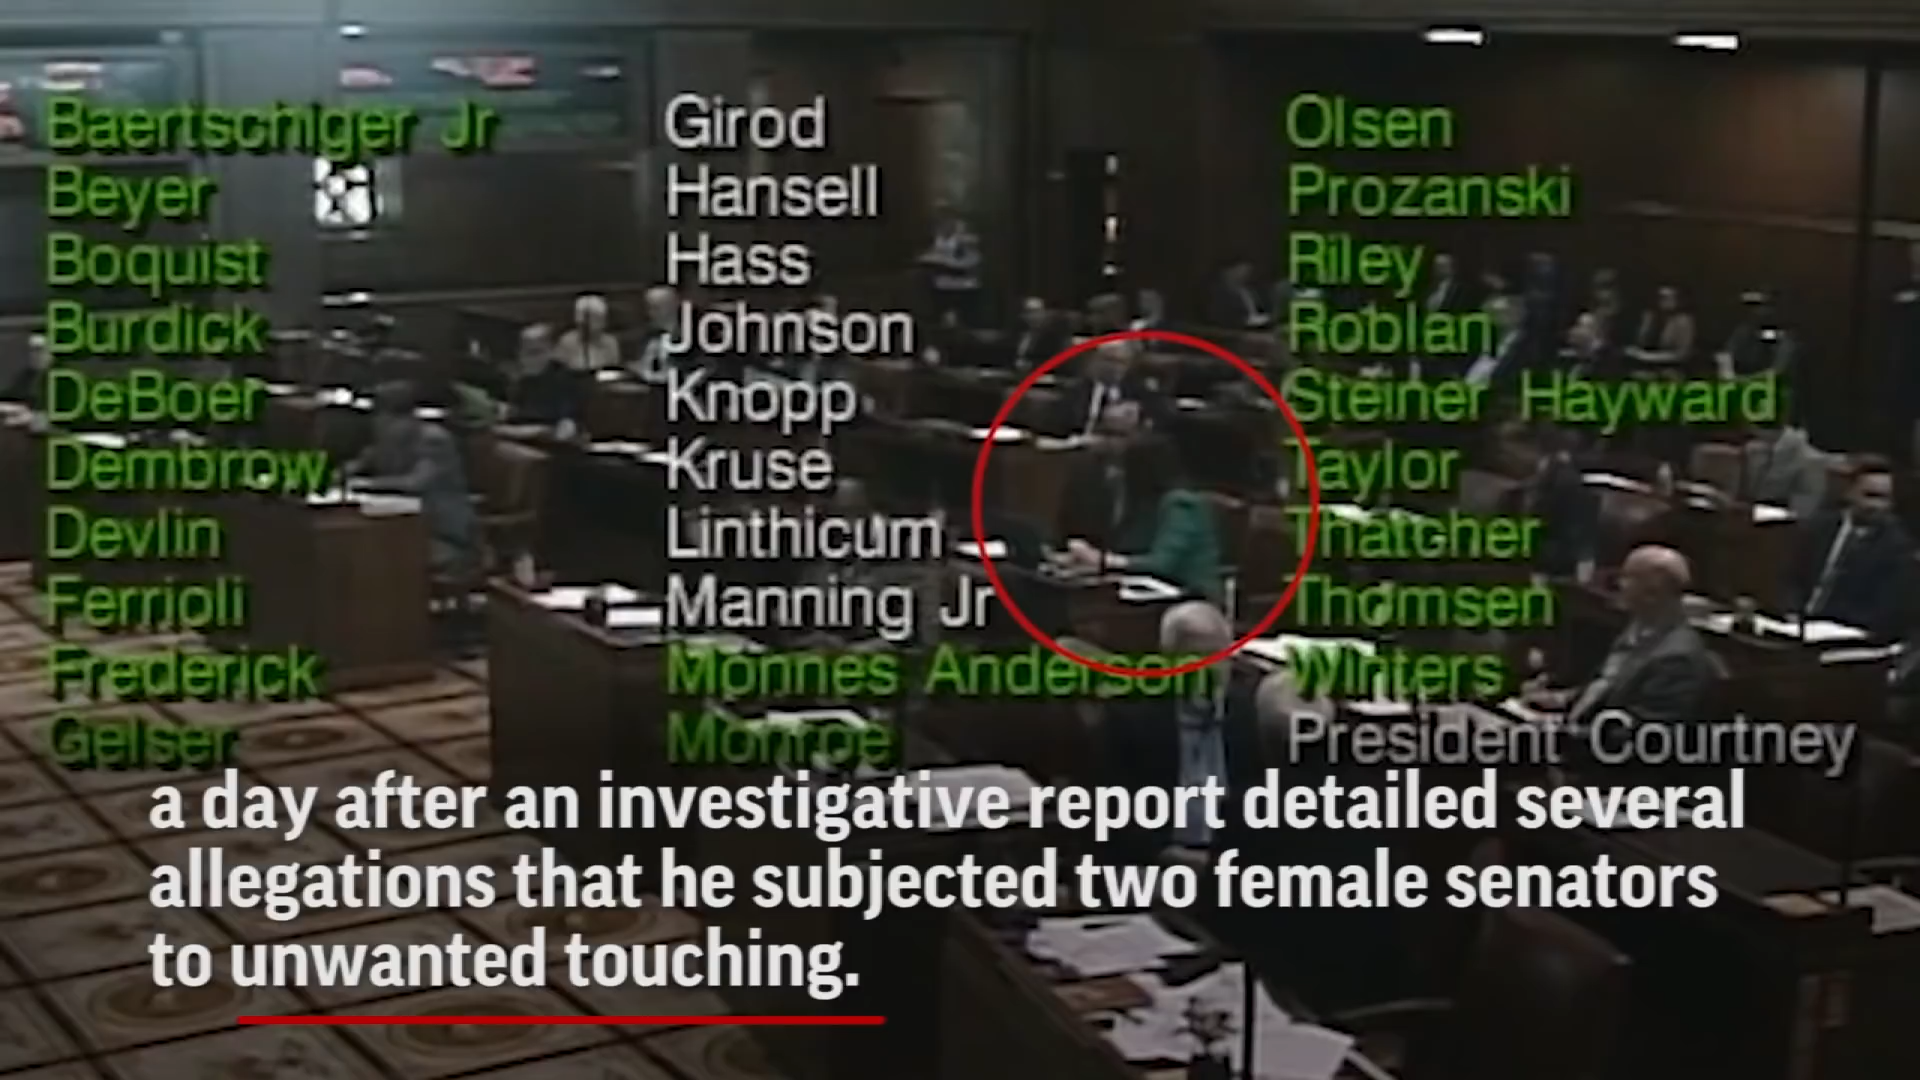 Baertschiger Jr
Beyer
Boquist
Burdick
DeBoer
Dembrow
Devlin
Ferrioli
Frederick
Gelser
Girod
Hansell
Hass
Johnson
Knopp
Kruse
Linthicum
Manning Jr
Monnes Anderson
Monroe
Olsen
Prozanski
Riley
Roblan
Steiner Hayward
Taylor
Thatcher
Thomsen
Winters
President Courtney
a day after an investigative report detailed several
allegations that he subjected two female senators
to unwanted touching.